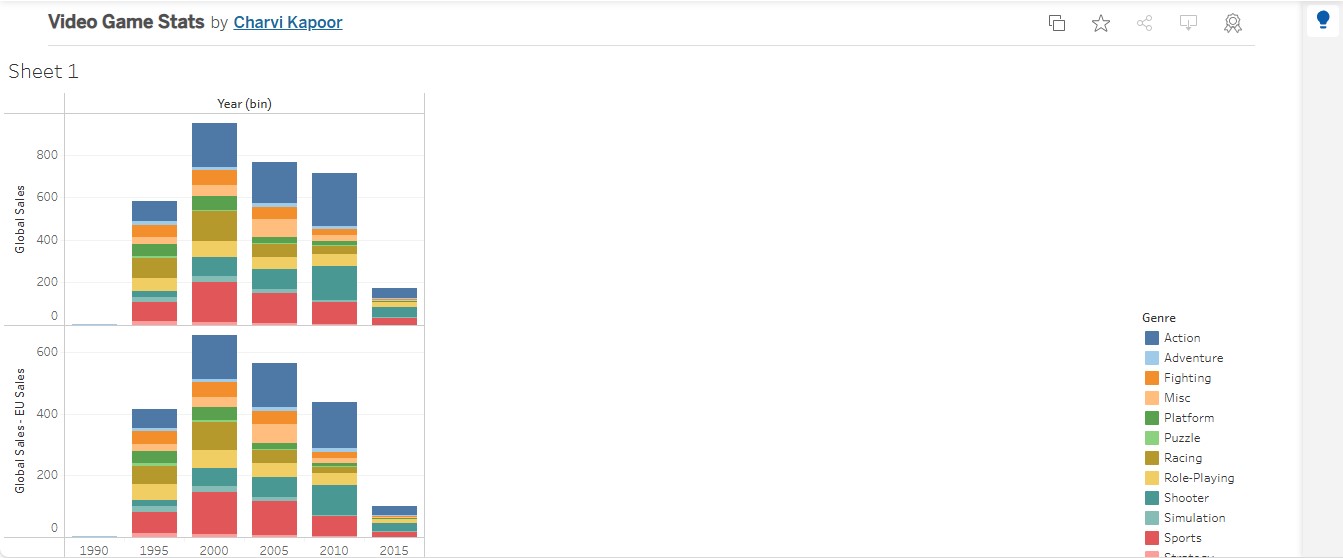 Video Game Stats by Charvi Kapoor
Sheet 1
Year (bin)
Global Sales
800
600
400
200
0
Global Sales - EU Sales
600
400
200
0
1990 1995 2000 2005 2010 2015
Genre
Action
Adventure
Fighting
Misc
Platform
Puzzle
Racing
Role-Playing
Shooter
Simulation
Sports
Strategy